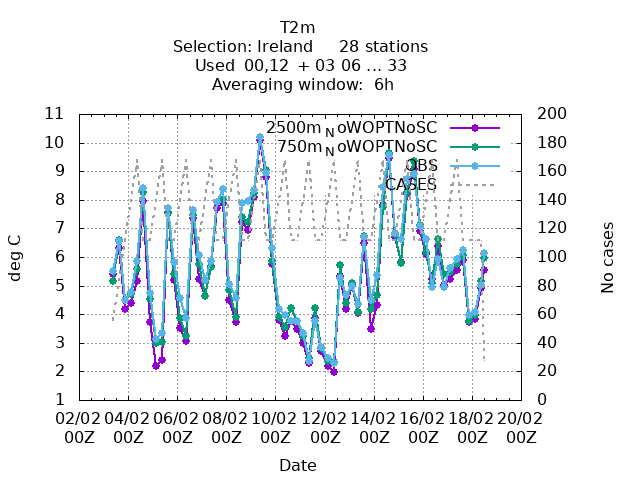 T2m
Selection: Ireland 28 stations
Used 00,12 + 03 06 ... 33
Averaging window: 6h
2500m_NoWOPTNoSC
750m_NoWOPTNoSC
OBS
CASES
deg C
11
10
9
8
7
6
5
4
3
2
1
200
180
160
140
120
100
80
60
40
20
0
No cases
02/02 04/02 06/02 08/02 10/02 12/02 14/02 16/02 18/02 20/02
00Z 00Z 00Z 00Z 00Z 00Z 00Z 00Z 00Z 00Z
Date